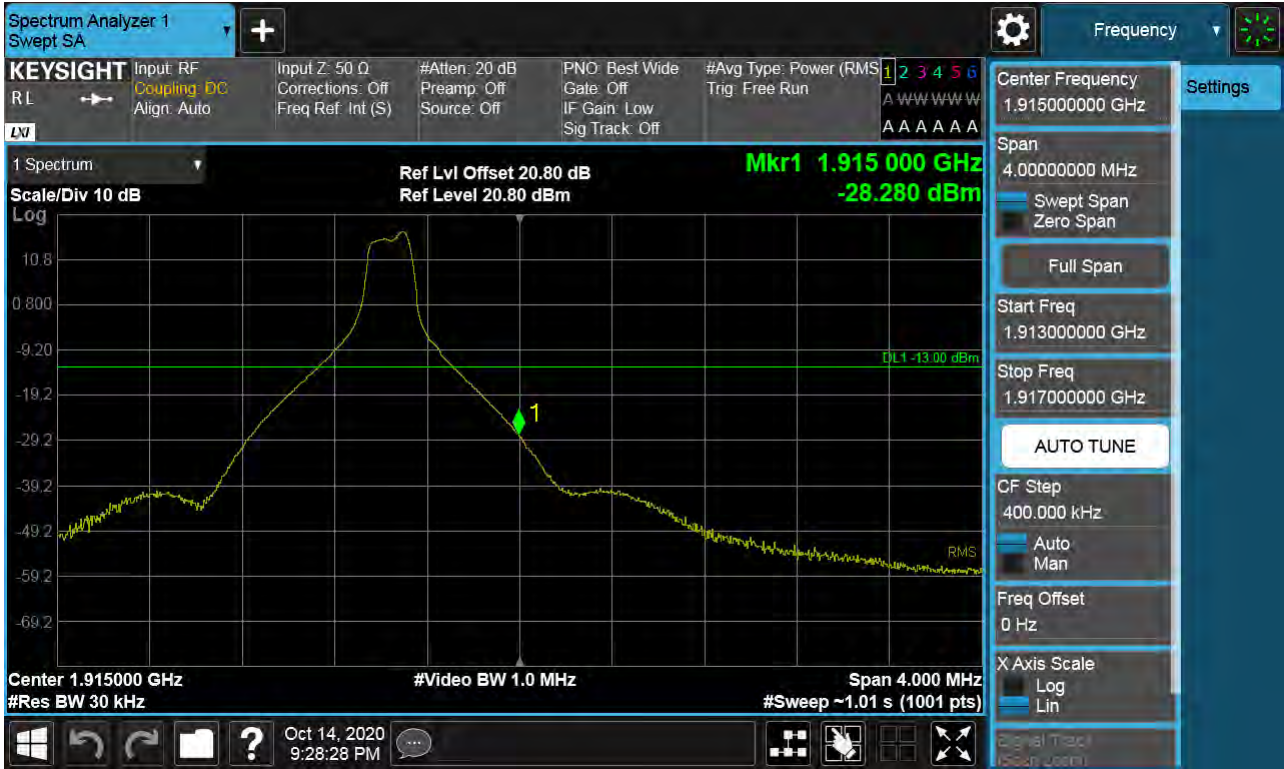 Spectrum Analyzer 1
Swept SA
+
Frequency
KEYSIGHT
RL
LXI
Input: RF
Coupling: DC
Align: Auto
Input Z: 50 Ω
Corrections: Off
Freq Ref: Int (S)
#Atten: 20 dB
Preamp: Off
Source: Off
PNO: Best Wide
Gate: Off
IF Gain: Low
Sig Track: Off
#Avg Type: Power (RMS
Trig: Free Run
1 2 3 4 5 6
A W W W W W
A A A A A A
1 Spectrum
Scale/Div 10 dB
Log
Ref Lvl Offset 20.80 dB
Ref Level 20.80 dBm
Mkr1 1.915 000 GHz
-28.280 dBm
10.8
0.800
-9.20
-19.2
-29.2
-39.2
-49.2
-59.2
-69.2
DL1 -13.00 dBm
1
RMS
Center 1.915000 GHz
#Video BW 1.0 MHz
Span 4.000 MHz
#Res BW 30 kHz
#Sweep ~1.01 s (1001 pts)
Center Frequency
1.915000000 GHz
Settings
Span
4.00000000 MHz
Swept Span
Zero Span
Full Span
Start Freq
1.913000000 GHz
Stop Freq
1.917000000 GHz
AUTO TUNE
CF Step
400.000 kHz
Auto
Man
Freq Offset
0 Hz
X Axis Scale
Log
Lin
Signal Track
(Span Zoom)
?
Oct 14, 2020
9:28:28 PM